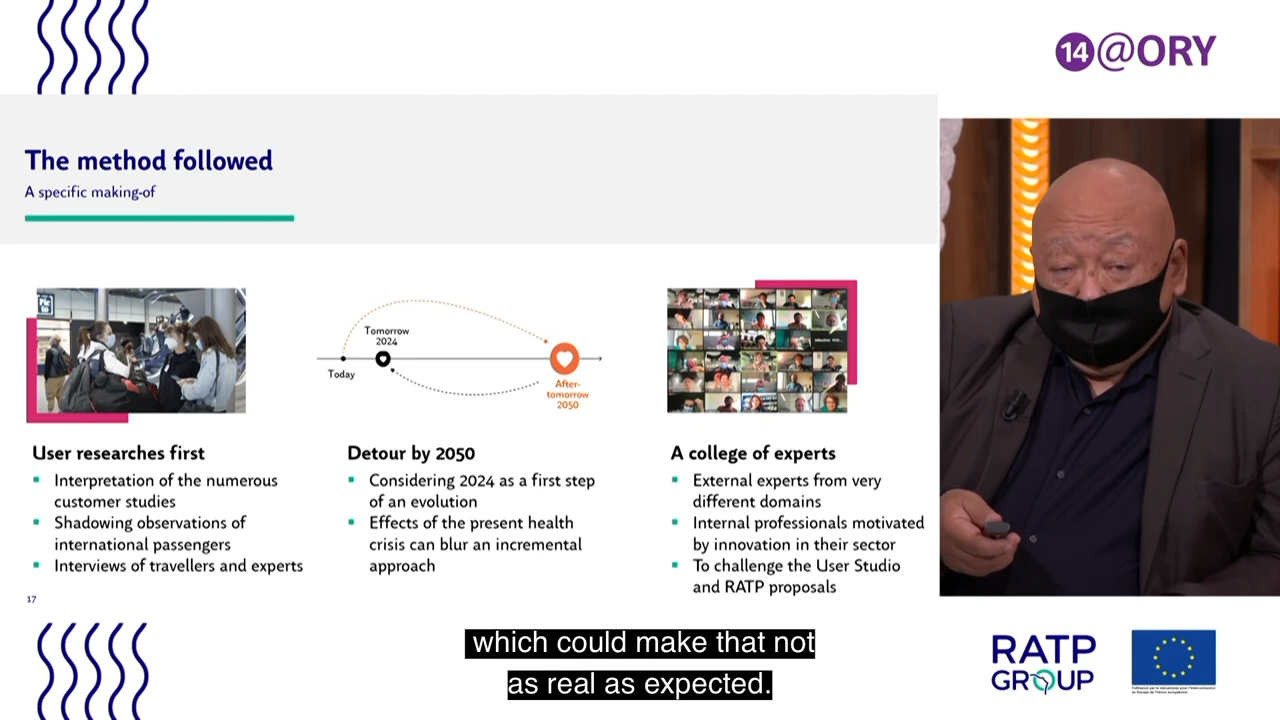 14@ORY
The method followed
A specific making-of
Pic
to
Tomorrow
2024
Today
After-
tomorrow
2050
User researches first
Interpretation of the numerous
customer studies
Shadowing observations of
international passengers
Interviews of travellers and experts
Detour by 2050
Considering 2024 as a first step
of an evolution
Effects of the present health
crisis can blur an incremental
approach
A college of experts
External experts from very
different domains
Internal professionals motivated
by innovation in their sector
To challenge the User Studio
and RATP proposals
17
which could make that not
as real as expected.
RATP
GROUP